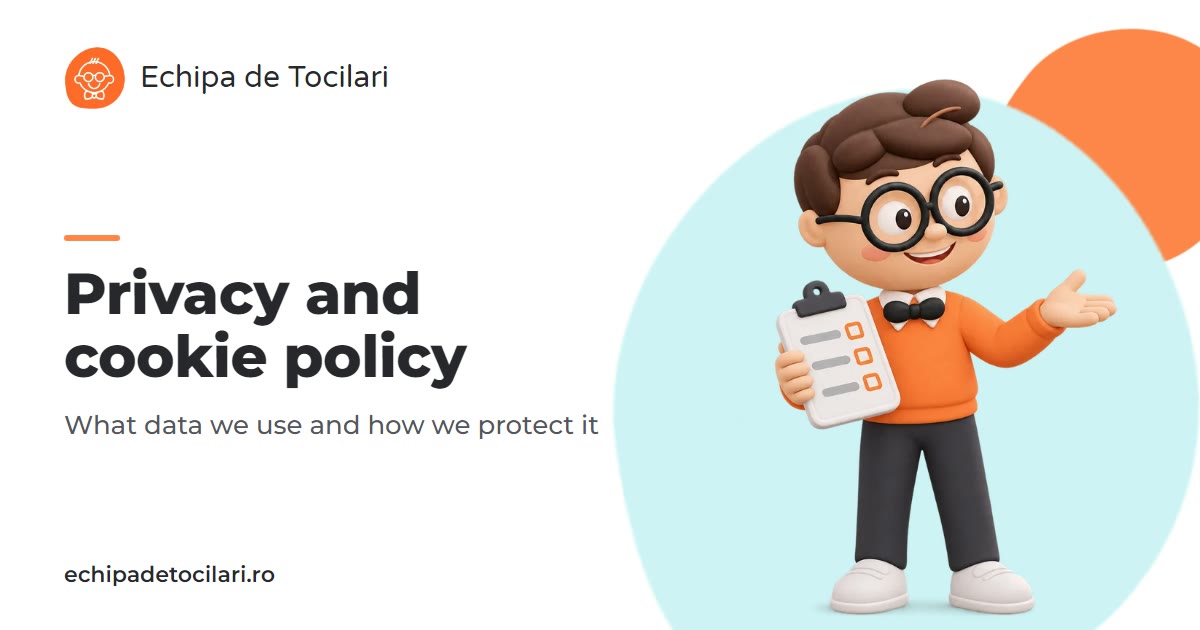 Echipa de Tocilari
Privacy and
cookie policy
What data we use and how we protect it
echipadetocilari.ro